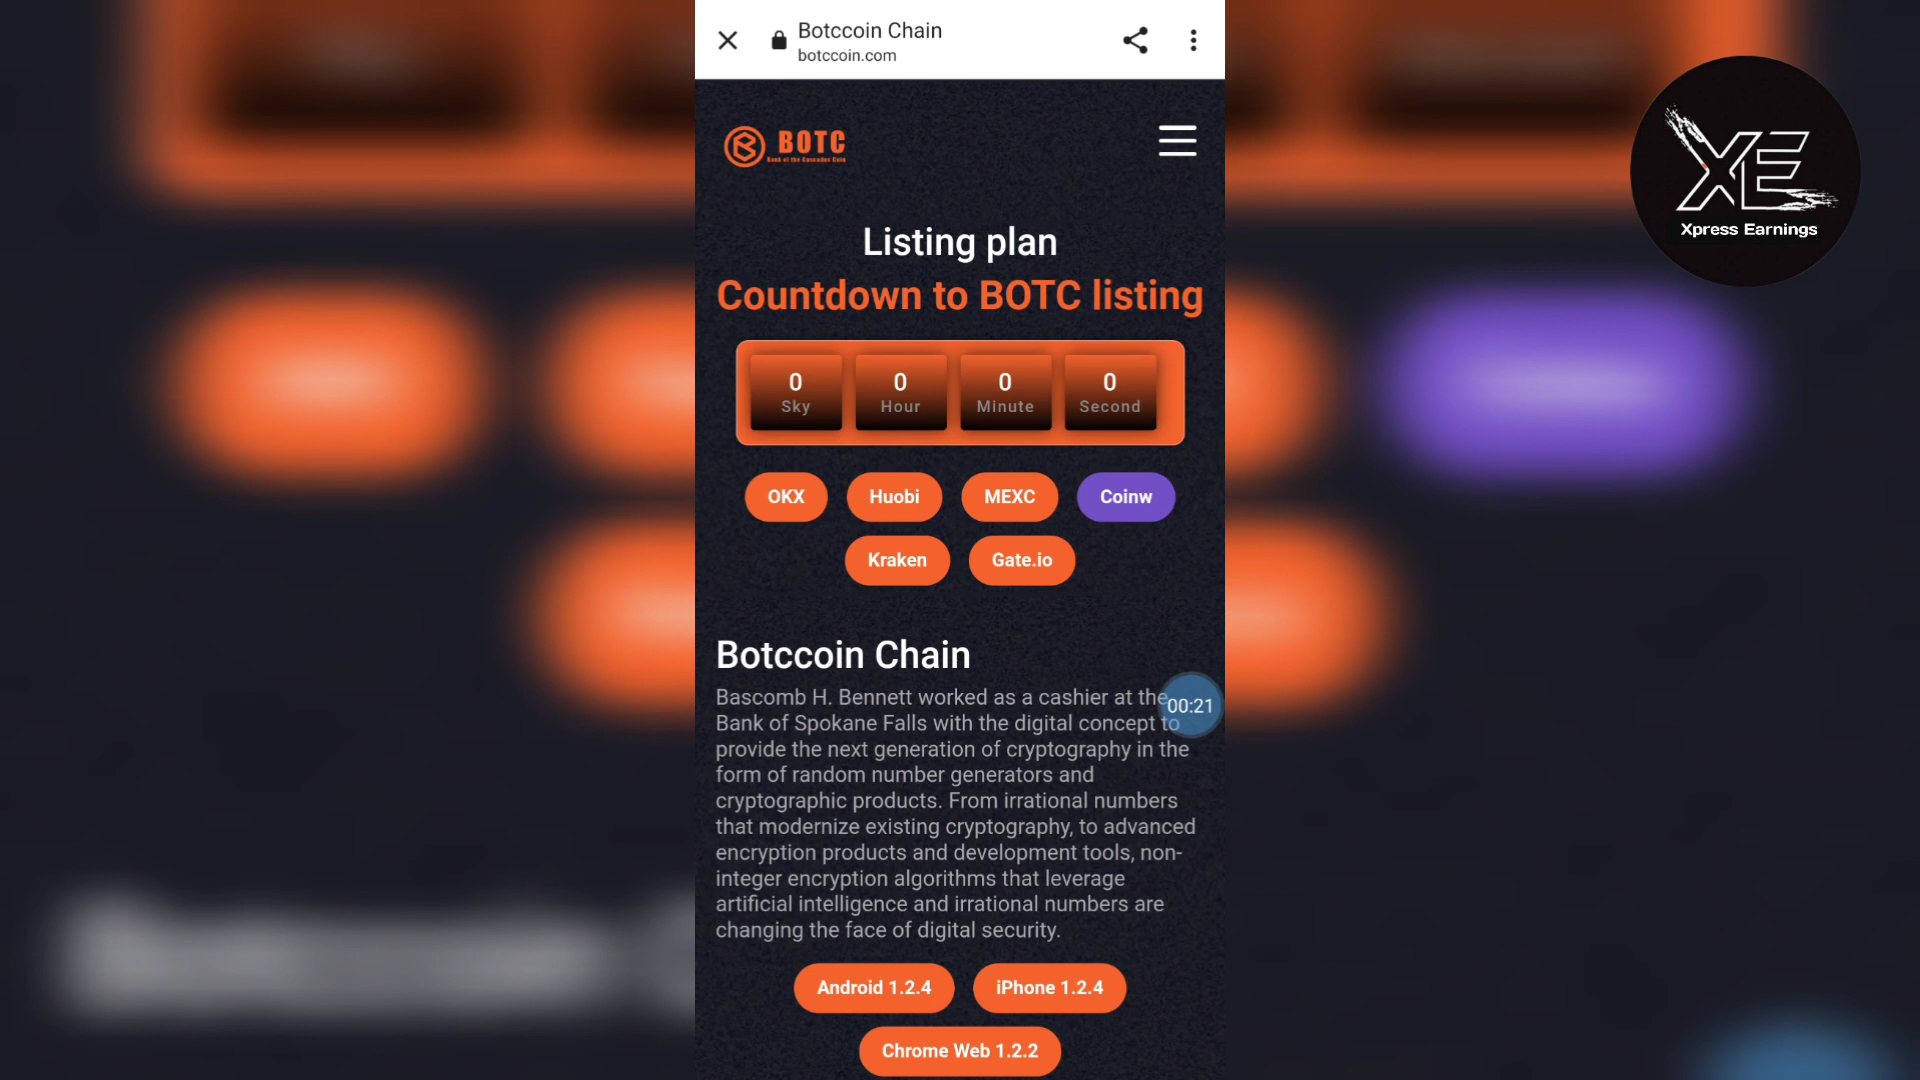 Botccoin Chain
botccoin.com
XE
Xpress Earnings
BOTC
Bank of the Cascades Coin
Listing plan
Countdown to BOTC listing
0 0 0 0
Sky Hour Minute Second
OKX Huobi MEXC Coinw
Kraken Gate.io
Botccoin Chain
Bascomb H. Bennett worked as a cashier at the
Bank of Spokane Falls with the digital concept to
provide the next generation of cryptography in the
form of random number generators and
cryptographic products. From irrational numbers
that modernize existing cryptography, to advanced
encryption products and development tools, non-
integer encryption algorithms that leverage
artificial intelligence and irrational numbers are
changing the face of digital security.
00:21
Android 1.2.4 iPhone 1.2.4
Chrome Web 1.2.2